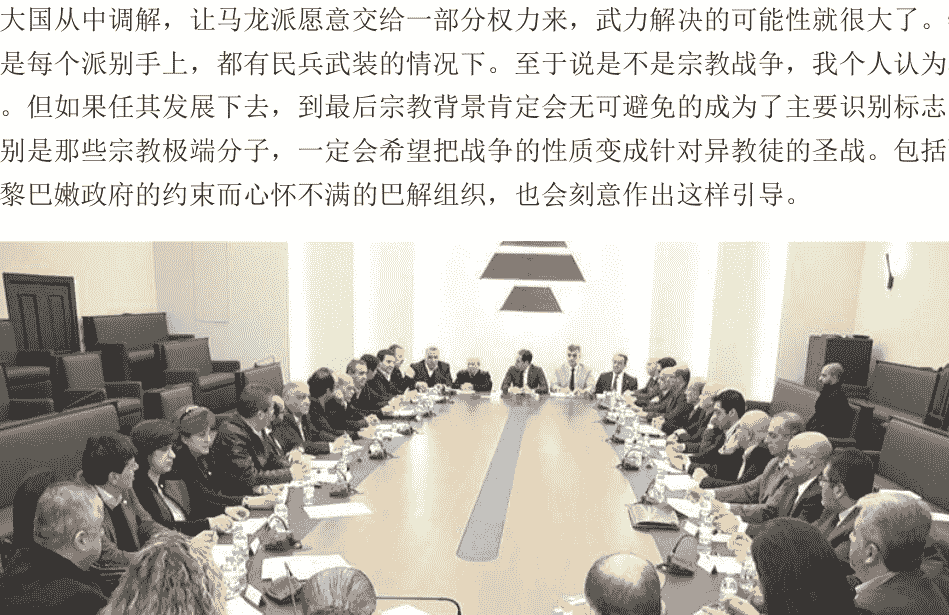 大国从中调解，让马龙派愿意交给一部分权力来，武力解决的可能性就很大了。
是每个派别手上，都有民兵武装的情况下。至于说是不是宗教战争，我个人认为
。但如果任其发展下去，到最后宗教背景肯定会无可避免的成为了主要识别标志
别是那些宗教极端分子，一定会希望把战争的性质变成针对异教徒的圣战。包括
黎巴嫩政府的约束而心怀不满的巴解组织，也会刻意作出这样引导。